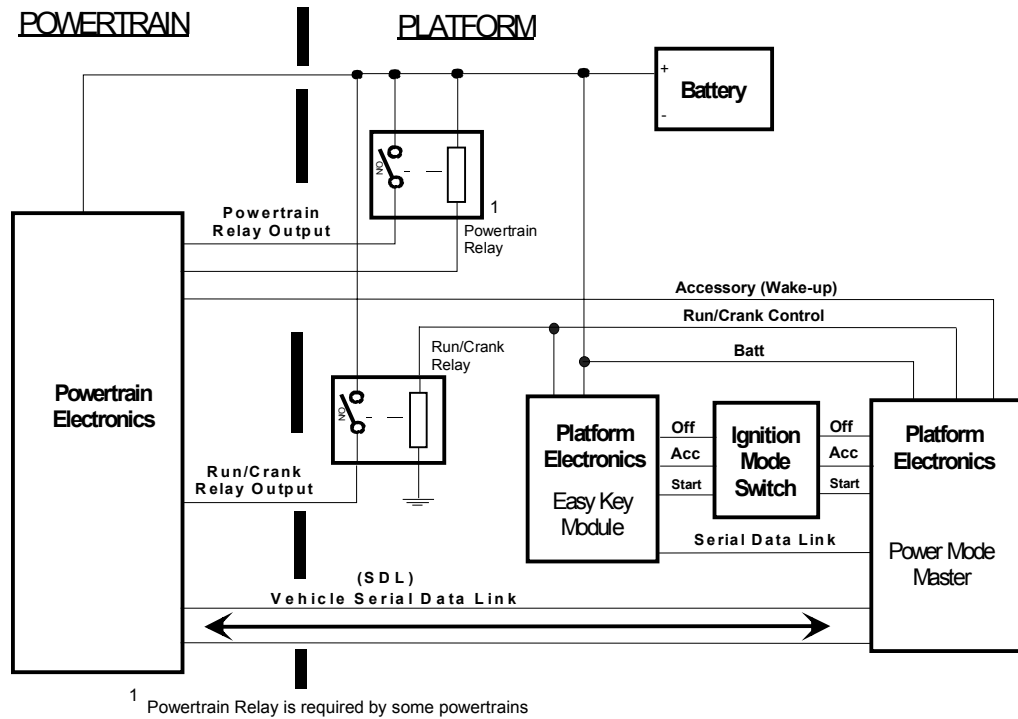 POWERTRAIN
PLATFORM
+
Battery
-
ON
1
Powertrain
Relay
Powertrain
Relay Output
Accessory (Wake-up)
Run/Crank Control
Run/Crank
Relay
Batt
ON
Powertrain
Electronics
Platform
Electronics
Easy Key
Module
Off
Acc
Start
Ignition
Mode
Switch
Off
Acc
Start
Platform
Electronics
Power Mode
Master
Run/Crank
Relay Output
Serial Data Link
(SDL)
Vehicle Serial Data Link
1 Powertrain Relay is required by some powertrains